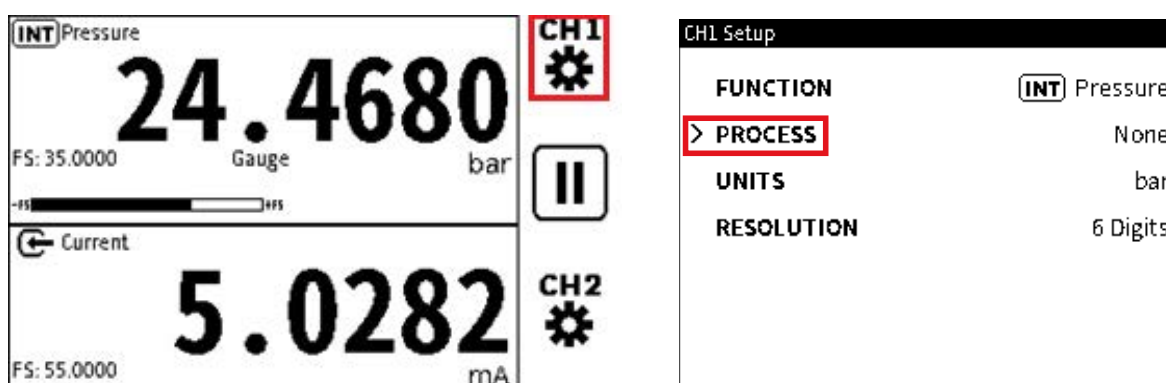 INT Pressure
CH1
24.4680
FS: 35.0000 Gauge bar
-FS +FS
Current
CH2
5.0282
FS: 55.0000 mA
CH1 Setup
FUNCTION INT Pressure
> PROCESS None
UNITS bar
RESOLUTION 6 Digits